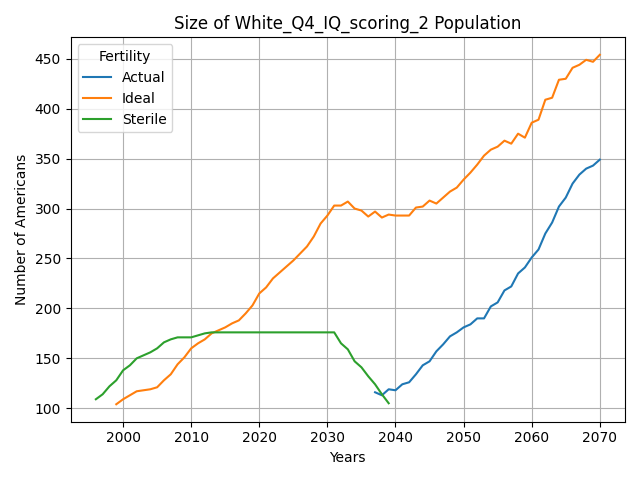 Size of White_Q4_IQ_scoring_2 Population
Fertility
Actual
Ideal
Sterile
Number of Americans
450
400
350
300
250
200
150
100
2000 2010 2020 2030 2040 2050 2060 2070
Years